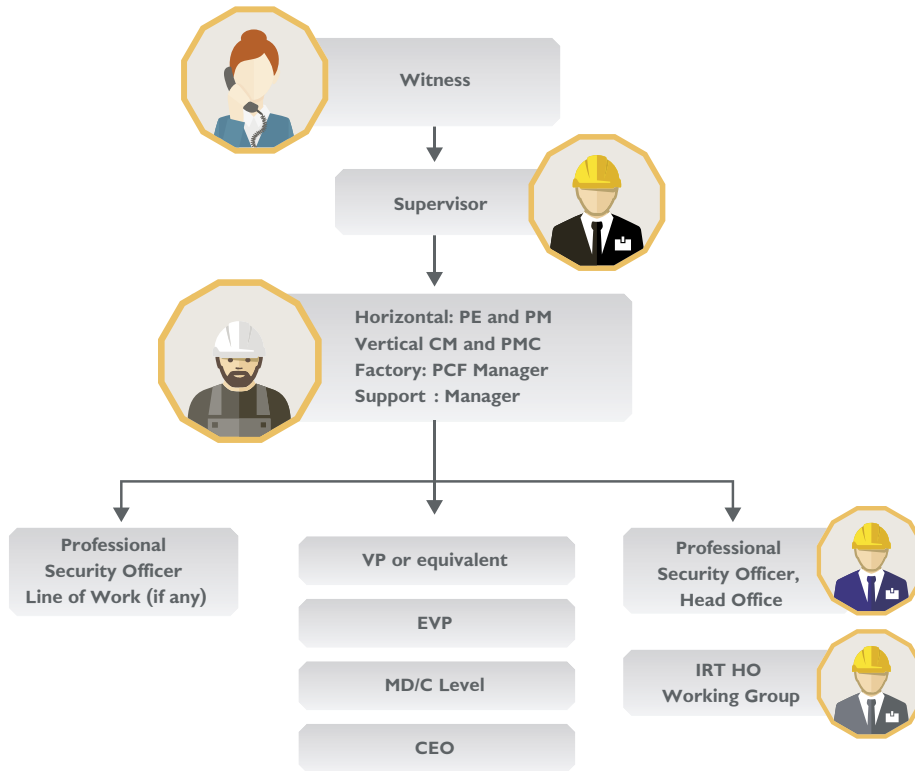 Witness
Supervisor
Horizontal: PE and PM
Vertical CM and PMC
Factory: PCF Manager
Support : Manager
Professional
Security Officer
Line of Work (if any)
VP or equivalent
EVP
MD/C Level
CEO
Professional
Security Officer,
Head Office
IRT HO
Working Group